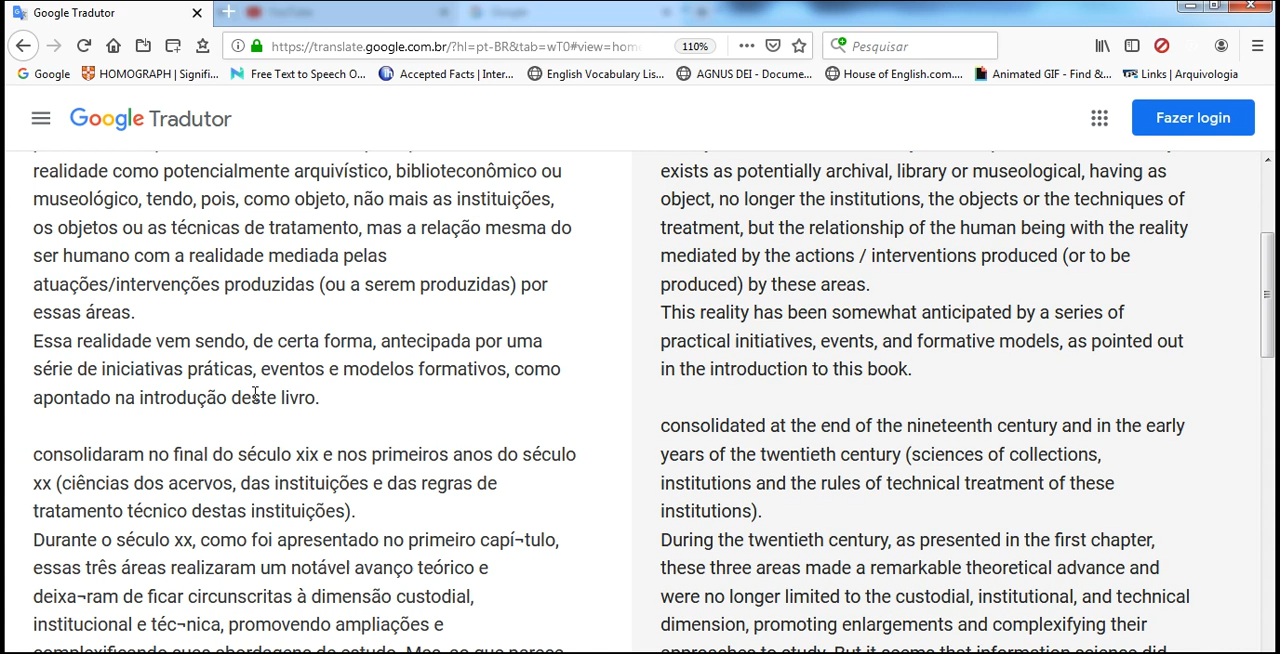 Google Tradutor
YouTube
Google
https://translate.google.com.br/?hl=pt-BR&tab=wT0#view=hom
110%
Pesquisar
Google
HOMOGRAPH | Signifi...
Free Text to Speech O...
Accepted Facts | Inter...
English Vocabulary Lis...
AGNUS DEI - Docume...
House of English.com....
Animated GIF - Find &...
Links | Arquivologia
Google Tradutor
Fazer login
realidade como potencialmente arquivístico, biblioteconômico ou
museológico, tendo, pois, como objeto, não mais as instituições,
os objetos ou as técnicas de tratamento, mas a relação mesma do
ser humano com a realidade mediada pelas
atuações/intervenções produzidas (ou a serem produzidas) por
essas áreas.
Essa realidade vem sendo, de certa forma, antecipada por uma
série de iniciativas práticas, eventos e modelos formativos, como
apontado na introdução deste livro.
consolidaram no final do século xix e nos primeiros anos do século
xx (ciências dos acervos, das instituições e das regras de
tratamento técnico destas instituições).
Durante o século xx, como foi apresentado no primeiro capí¬tulo,
essas três áreas realizaram um notável avanço teórico e
deixa¬ram de ficar circunscritas à dimensão custodial,
institucional e téc¬nica, promovendo ampliações e
exists as potentially archival, library or museological, having as
object, no longer the institutions, the objects or the techniques of
treatment, but the relationship of the human being with the reality
mediated by the actions / interventions produced (or to be
produced) by these areas.
This reality has been somewhat anticipated by a series of
practical initiatives, events, and formative models, as pointed out
in the introduction to this book.
consolidated at the end of the nineteenth century and in the early
years of the twentieth century (sciences of collections,
institutions and the rules of technical treatment of these
institutions).
During the twentieth century, as presented in the first chapter,
these three areas made a remarkable theoretical advance and
were no longer limited to the custodial, institutional, and technical
dimension, promoting enlargements and complexifying their